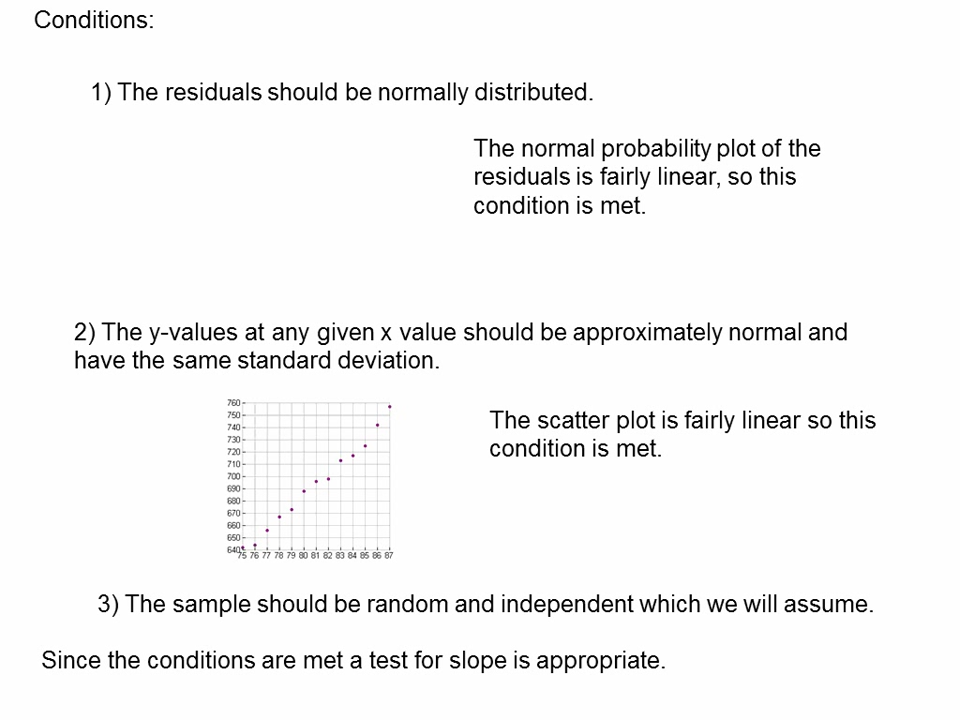 Conditions:
1) The residuals should be normally distributed.
The normal probability plot of the
residuals is fairly linear, so this
condition is met.
2) The y-values at any given x value should be approximately normal and
have the same standard deviation.
760
750
740
730
720
710
700
690
680
670
660
650
640
75 76 77 78 79 80 81 82 83 84 85 86 87
The scatter plot is fairly linear so this
condition is met.
3) The sample should be random and independent which we will assume.
Since the conditions are met a test for slope is appropriate.